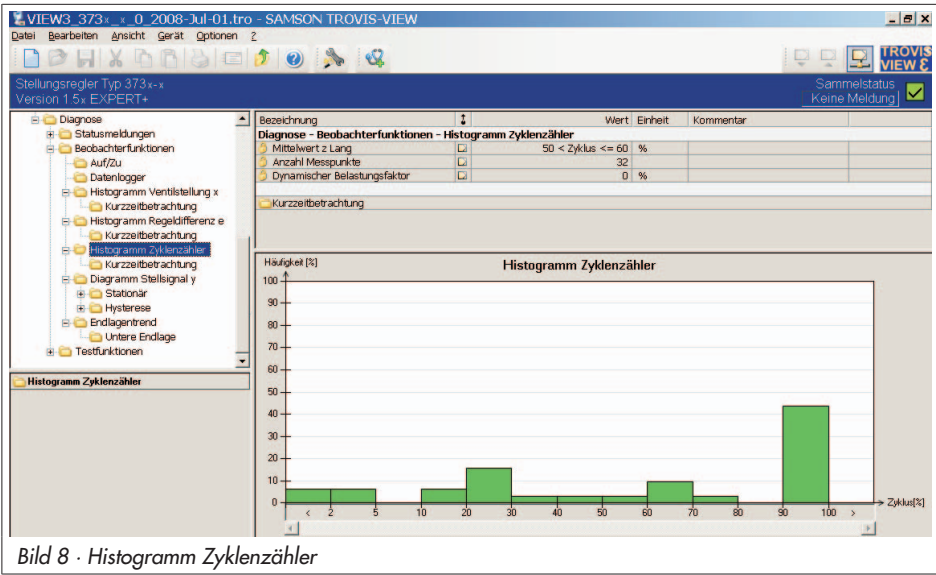 VIEW3_373x_x_0_2008-Jul-01.tro - SAMSON TROVIS-VIEW
Datei Bearbeiten Ansicht Gerät Optionen ?
TROVIS
VIEW 3
Stellungsregler Typ 373x-x
Version 1.5x EXPERT+
Sammelstatus
Keine Meldung
Diagnose
Statusmeldungen
Beobachterfunktionen
Auf/Zu
Datenlogger
Histogramm Ventilstellung x
Kurzzeitbetrachtung
Histogramm Regeldifferenz e
Kurzzeitbetrachtung
Histogramm Zyklenzähler
Kurzzeitbetrachtung
Diagramm Stellsignal y
Stationär
Hysterese
Endlagentrend
Untere Endlage
Testfunktionen
Histogramm Zyklenzähler
Bezeichnung Wert Einheit Kommentar
Diagnose - Beobachterfunktionen - Histogramm Zyklenzähler
Mittelwert z Lang 50 < Zyklus <= 60 %
Anzahl Messpunkte 32
Dynamischer Belastungsfaktor 0 %
Kurzzeitbetrachtung
Häufigkeit [%]
Histogramm Zyklenzähler
100
90
80
70
60
50
40
30
20
10
0
< 2 5 10 20 30 40 50 60 70 80 90 100 >
Zyklus[%]
Bild 8 · Histogramm Zyklenzähler